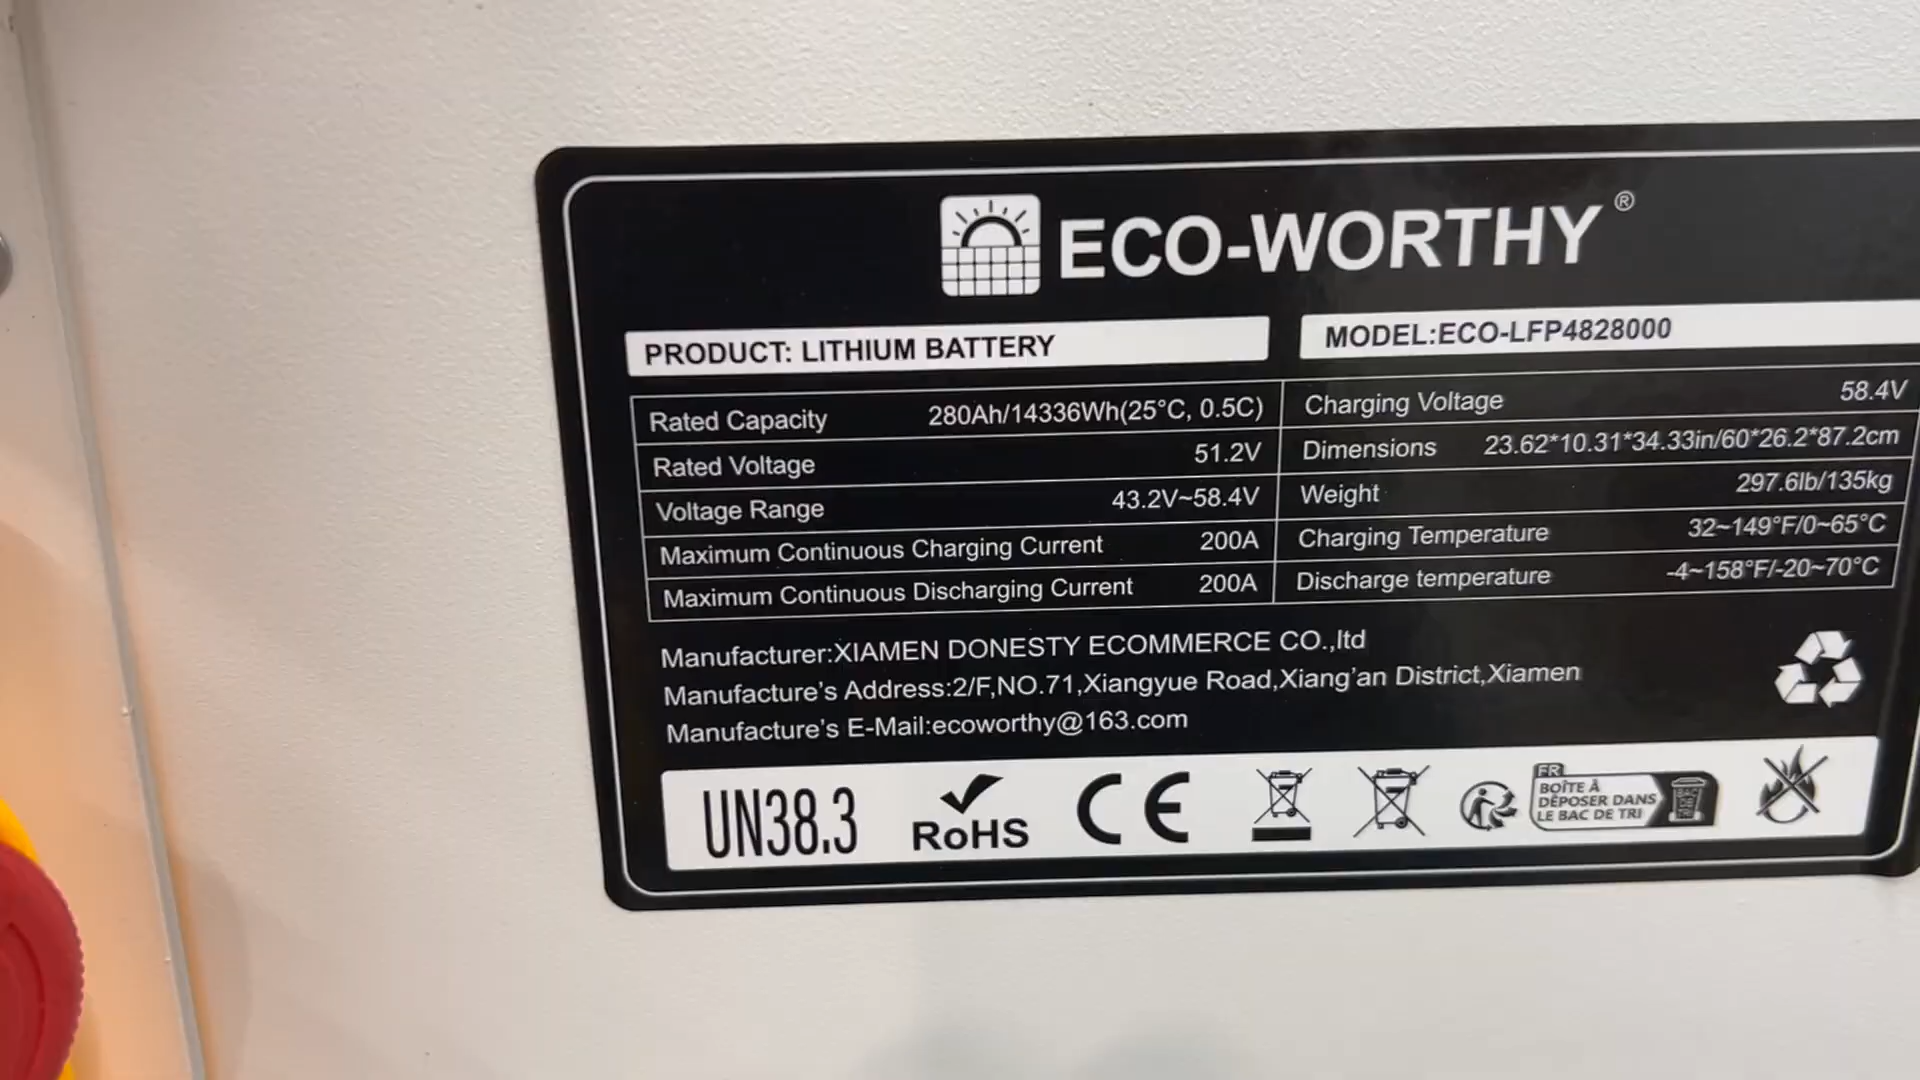 ECO-WORTHY®
PRODUCT: LITHIUM BATTERY
MODEL:ECO-LFP4828000
Rated Capacity 280Ah/14336Wh(25°C, 0.5C)
Rated Voltage 51.2V
Voltage Range 43.2V~58.4V
Maximum Continuous Charging Current 200A
Maximum Continuous Discharging Current 200A
Charging Voltage 58.4V
Dimensions 23.62*10.31*34.33in/60*26.2*87.2cm
Weight 297.6lb/135kg
Charging Temperature 32~149°F/0~65°C
Discharge temperature -4~158°F/-20~70°C
Manufacturer:XIAMEN DONESTY ECOMMERCE CO.,ltd
Manufacture's Address:2/F,NO.71,Xiangyue Road,Xiang'an District,Xiamen
Manufacture's E-Mail:ecoworthy@163.com
UN38.3
RoHS
CE
FR
BOÎTE À
DÉPOSER DANS
LE BAC DE TRI
BAC
DE
TRI